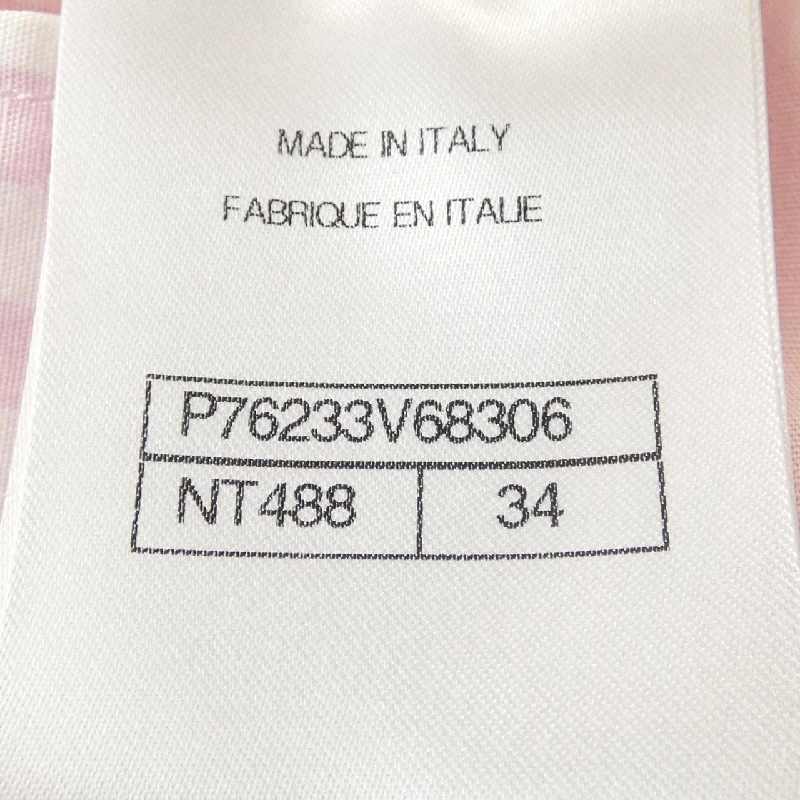 MADE IN ITALY
FABRIQUE EN ITALIE
P76233V68306
NT488 34